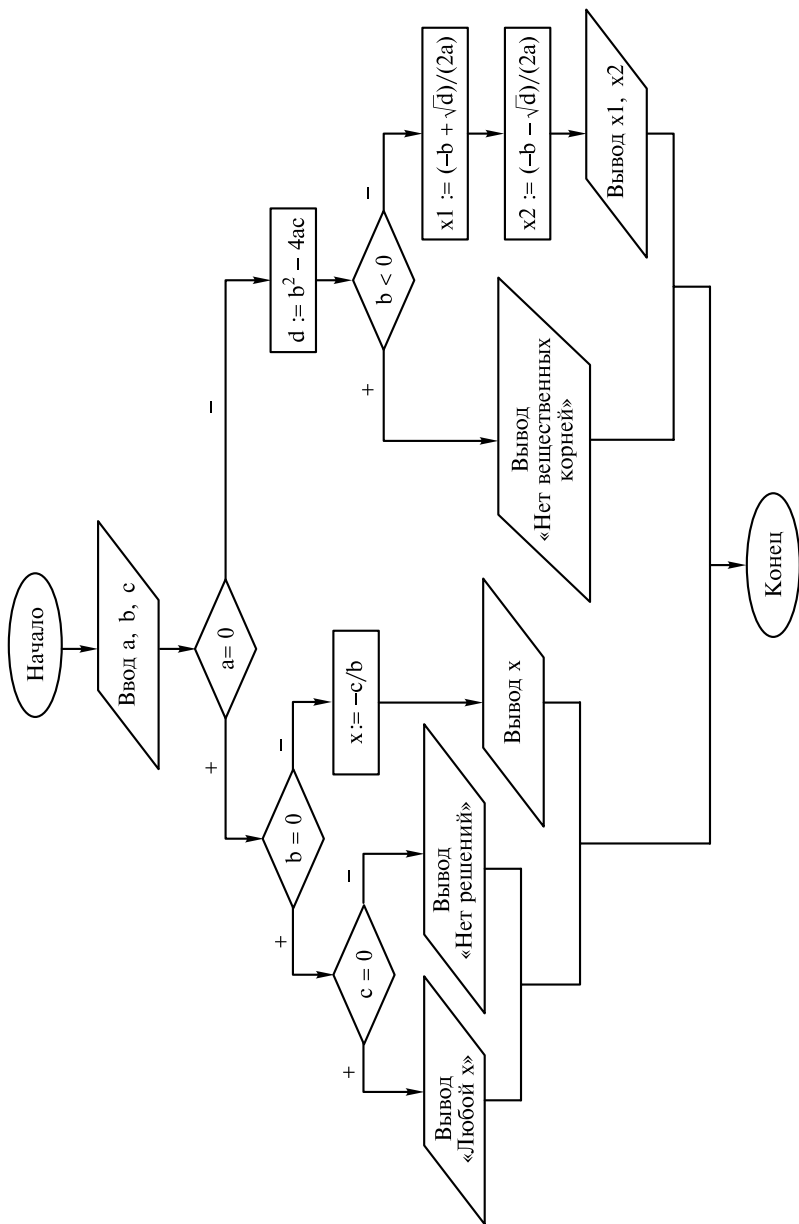 Начало
Ввод a, b, c
a= 0
+
−
b = 0
+
−
c = 0
+
−
Вывод
«Любой x»
Вывод
«Нет решений»
x := −c/b
Вывод x
d := b² − 4ac
b < 0
+
−
Вывод
«Нет вещественных
корней»
x1 := (−b + √d)/(2a)
x2 := (−b − √d)/(2a)
Вывод x1, x2
Конец